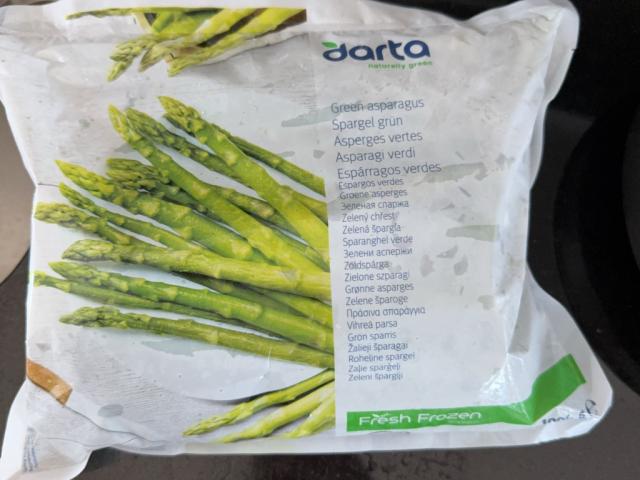 darta
naturally green
Green asparagus
Spargel grün
Asperges vertes
Asparagi verdi
Espárragos verdes
Espargos verdes
Groene asperges
Зеленая спаржа
Zelený chřest
Zelená špargľa
Sparanghel verde
Зелени аспержи
Zöldspárga
Zielone szparagi
Grønne asparges
Zelene šparoge
Πράσινα σπαράγγια
Vihreä parsa
Grön sparris
Žalieji šparagai
Roheline spargel
Zaļie sparģeļi
Zeleni špargli
Fresh Frozen